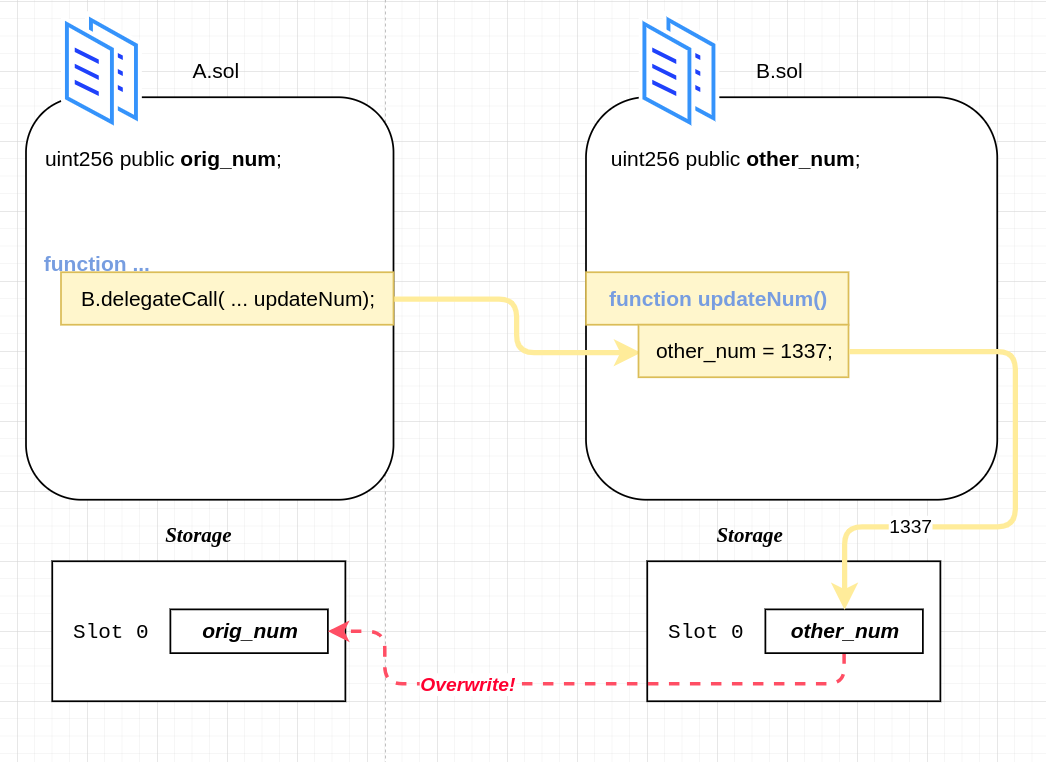 A.sol
uint256 public orig_num;
function ...
B.delegateCall( ... updateNum);
B.sol
uint256 public other_num;
function updateNum()
other_num = 1337;
1337
Storage
Slot 0
orig_num
Storage
Slot 0
other_num
Overwrite!